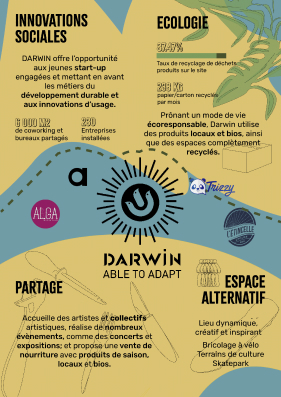 INNOVATIONS
SOCIALES
DARWIN offre l'opportunité
aux jeunes start-up
engagées et mettant en avant
les métiers du
développement durable et
aux innovations d'usage.
6 000 M2
de coworking et
bureaux partagés
230
Entreprises
installées
ECOLOGIE
Taux de recyclage de déchets
produits sur le site
papier/carton recyclés
par mois
Prônant un mode de vie
écoresponsable, Darwin utilise
des produits locaux et bios, ainsi
que des espaces complètement
recyclés.
a
Trizzy
ALGA
L'ÉTINCELLE
DARWIN
ABLE TO ADAPT
PARTAGE
Accueille des artistes et collectifs
artistiques, réalise de nombreux
évènements, comme des concerts et
expositions; et propose une vente de
nourriture avec produits de saison,
locaux et bios.
ESPACE
ALTERNATIF
Lieu dynamique,
créatif et inspirant
Bricolage à vélo
Terrains de culture
Skatepark